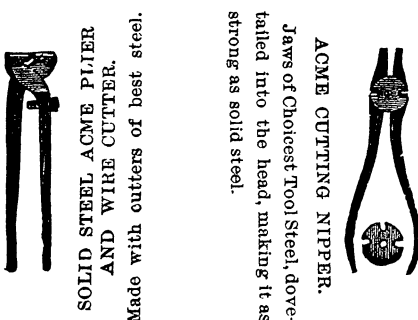 SOLID STEEL ACME PLIER
AND WIRE CUTTER.
Made with cutters of best steel.
ACME CUTTING NIPPER.
Jaws of Choicest Tool Steel, dove-
tailed into the head, making it as
strong as solid steel.